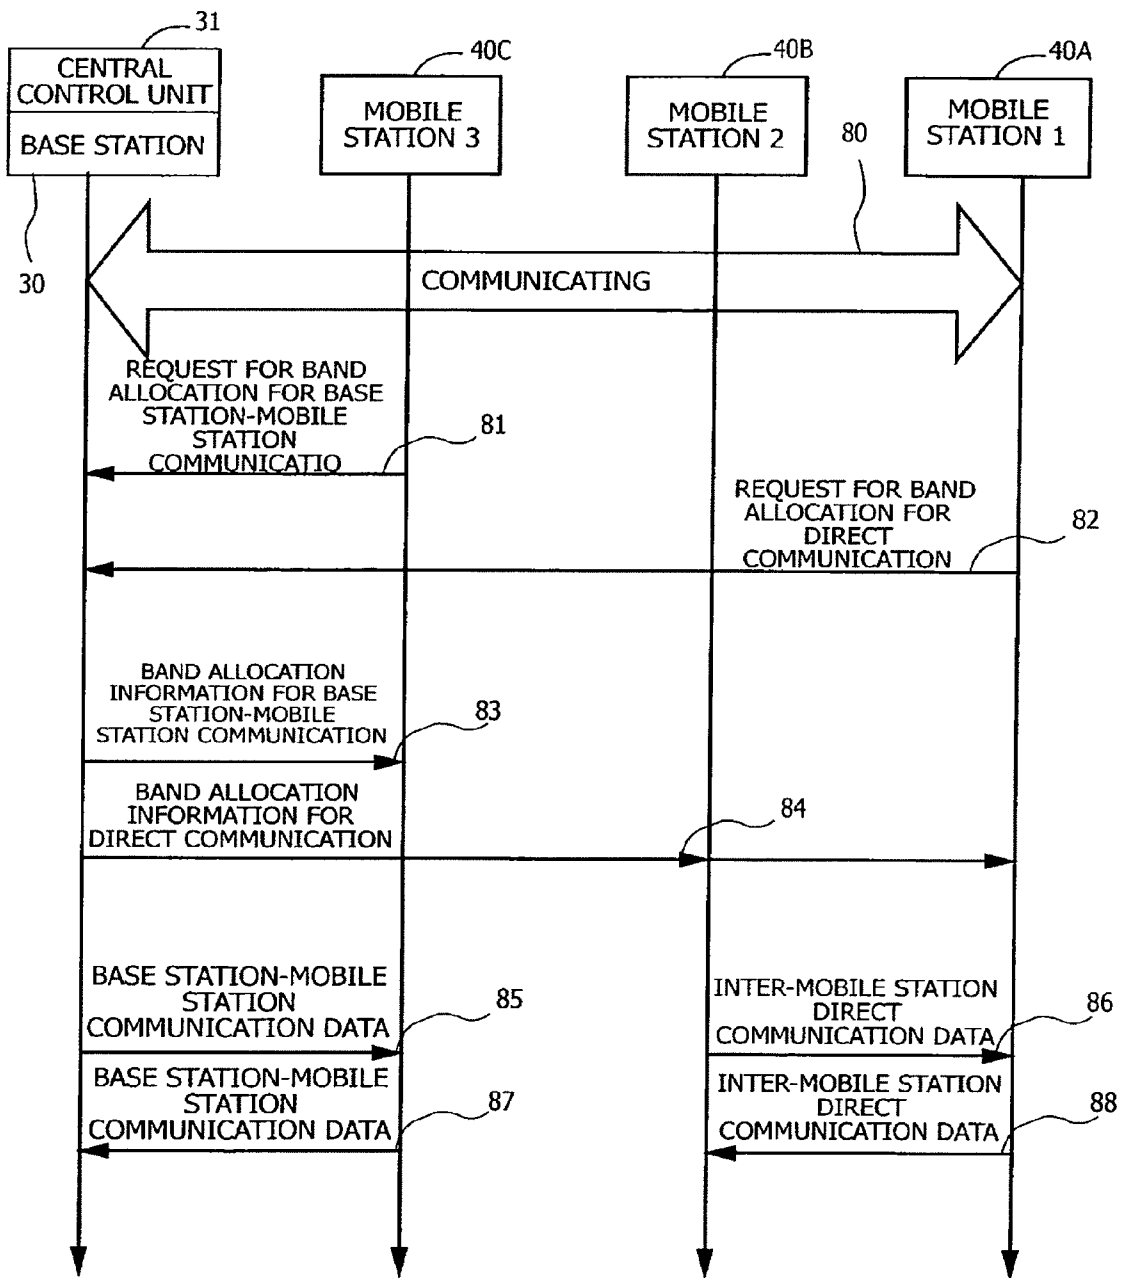 31
40C
40B
40A
CENTRAL
CONTROL UNIT
BASE STATION
MOBILE
STATION 3
MOBILE
STATION 2
MOBILE
STATION 1
80
30
COMMUNICATING
REQUEST FOR BAND
ALLOCATION FOR BASE
STATION-MOBILE
STATION
COMMUNICATIO
81
REQUEST FOR BAND
ALLOCATION FOR
DIRECT
COMMUNICATION
82
BAND ALLOCATION
INFORMATION FOR BASE
STATION-MOBILE
STATION COMMUNICATION
83
BAND ALLOCATION
INFORMATION FOR
DIRECT COMMUNICATION
84
BASE STATION-MOBILE
STATION
COMMUNICATION DATA
85
INTER-MOBILE STATION
DIRECT
COMMUNICATION DATA
86
BASE STATION-MOBILE
STATION
COMMUNICATION DATA
87
INTER-MOBILE STATION
DIRECT
COMMUNICATION DATA
88